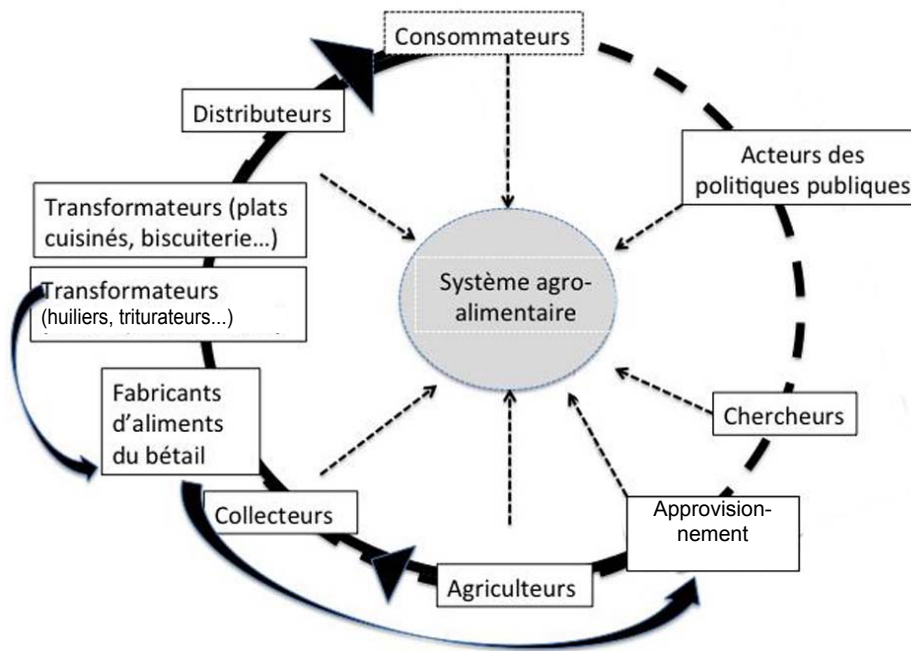 Consommateurs
Distributeurs
Acteurs des
politiques publiques
Transformateurs (plats
cuisinés, biscuiterie...)
Système agro-
alimentaire
Transformateurs
(huiliers, triturateurs...)
Fabricants
d'aliments
du bétail
Chercheurs
Collecteurs
Approvision-
nement
Agriculteurs